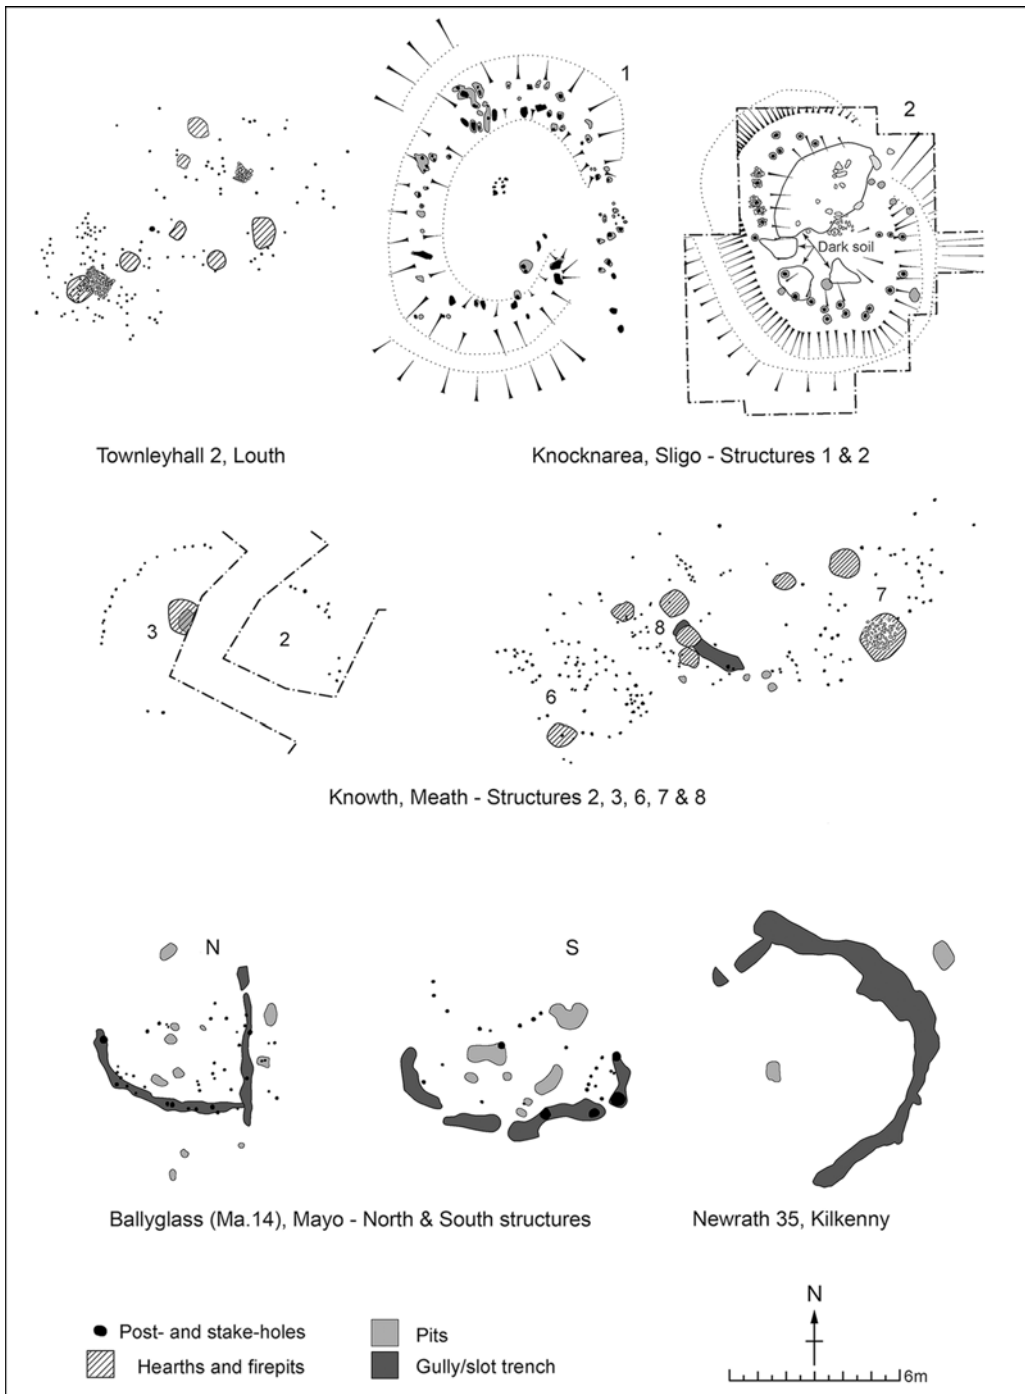 1
2
Dark soil
Townleyhall 2, Louth
Knocknarea, Sligo - Structures 1 & 2
3
2
8
7
6
Knowth, Meath - Structures 2, 3, 6, 7 & 8
N
S
Ballyglass (Ma.14), Mayo - North & South structures
Newrath 35, Kilkenny
Post- and stake-holes
Pits
Hearths and firepits
Gully/slot trench
N
6m